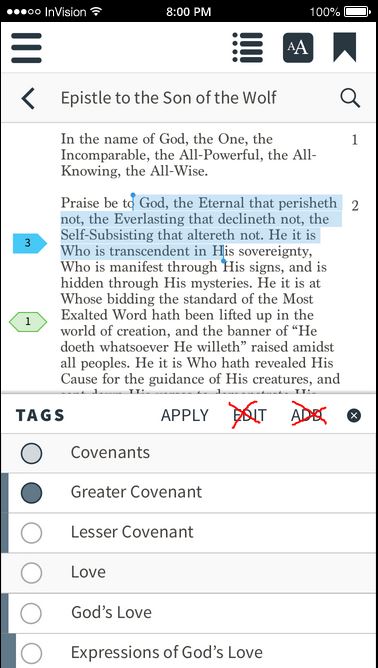 InVision 8:00 PM 100%
AA
Epistle to the Son of the Wolf
In the name of God, the One, the 1
Incomparable, the All-Powerful, the All-
Knowing, the All-Wise.
Praise be to God, the Eternal that perisheth 2
not, the Everlasting that declineth not, the
Self-Subsisting that altereth not. He it is
3 Who is transcendent in His sovereignty,
Who is manifest through His signs, and is
hidden through His mysteries. He it is at
Whose bidding the standard of the Most
1 Exalted Word hath been lifted up in the
world of creation, and the banner of “He
doeth whatsoever He willeth” raised amidst
all peoples. He it is Who hath revealed His
Cause for the guidance of His creatures, and
TAGS APPLY EDIT ADD
Covenants
Greater Covenant
Lesser Covenant
Love
God’s Love
Expressions of God’s Love